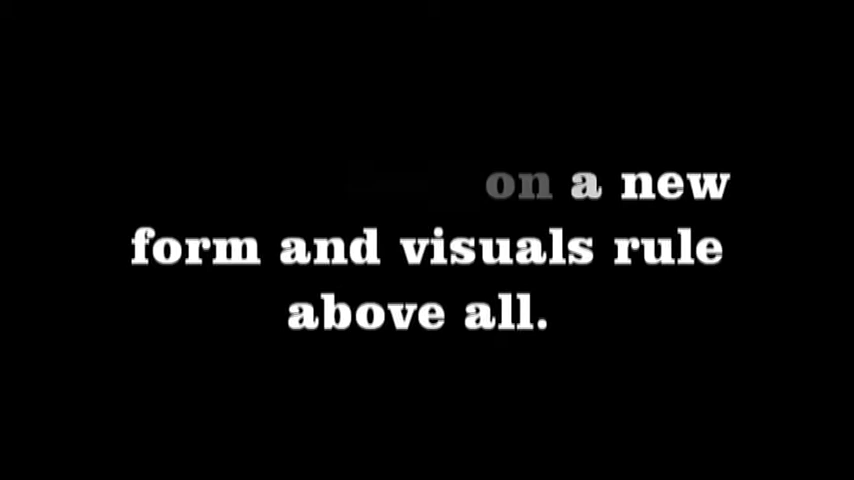 on a new
form and visuals rule
above all.